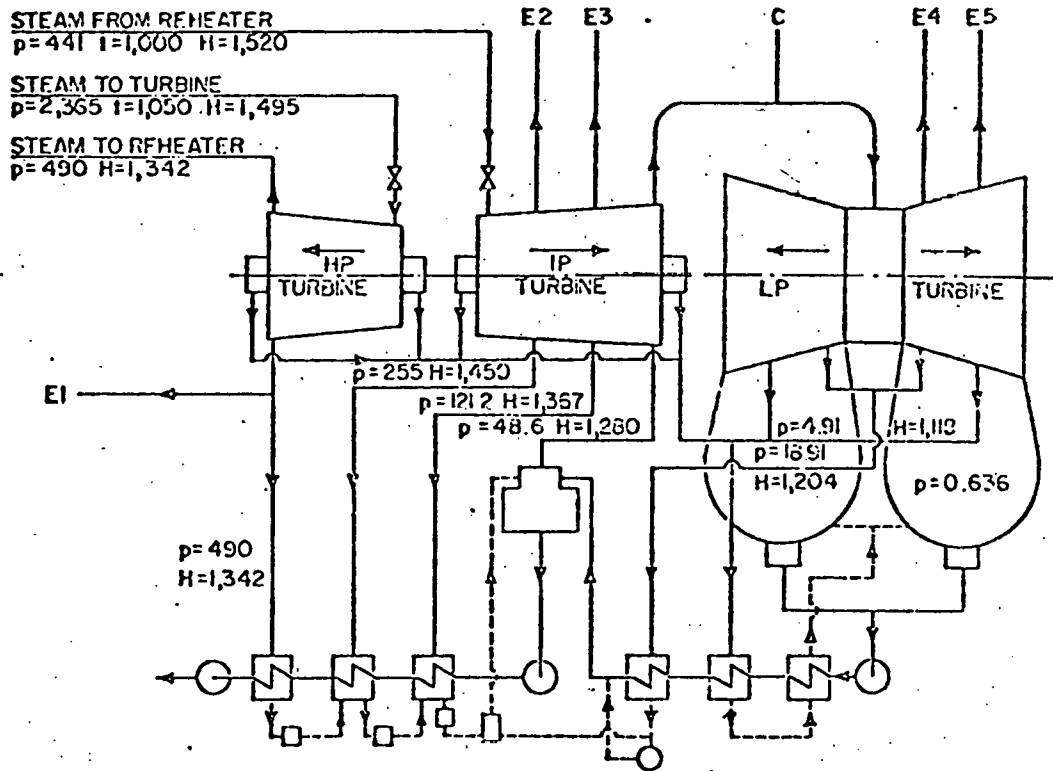 STEAM FROM REHEATER
p=441 t=1,000 H=1,520
STEAM TO TURBINE
p=2,365 t=1,050 H=1,495
STEAM TO REHEATER
p=490 H=1,342
E2
E3
C
E4
E5
HP
TURBINE
IP
TURBINE
LP
TURBINE
E1
p=255 H=1,450
p=121.2 H=1,367
p=48.6 H=1,280
p=4.91
H=1,118
p=18.91
H=1,204
p=0.636
p=490
H=1,342